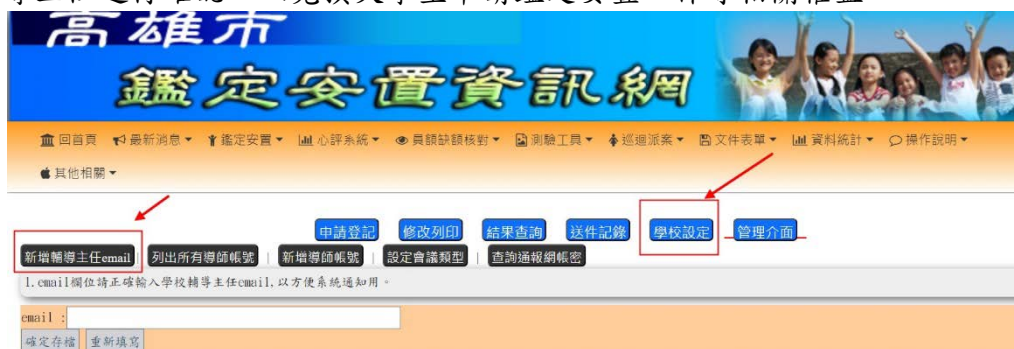 高雄市
鑑定安置資訊網
回首頁 最新消息 鑑定安置 心評系統 員額缺額核對 測驗工具 巡迴派案 文件表單 資料統計 操作說明
其他相關
申請登記 修改列印 結果查詢 送件記錄 學校設定 管理介面
新增輔導主任email | 列出所有導師帳號 | 新增導師帳號 | 設定會議類型 | 查詢通報網帳密
1.email欄位請正確輸入學校輔導主任email,以方便系統通知用。
email :
確定存檔 重新填寫